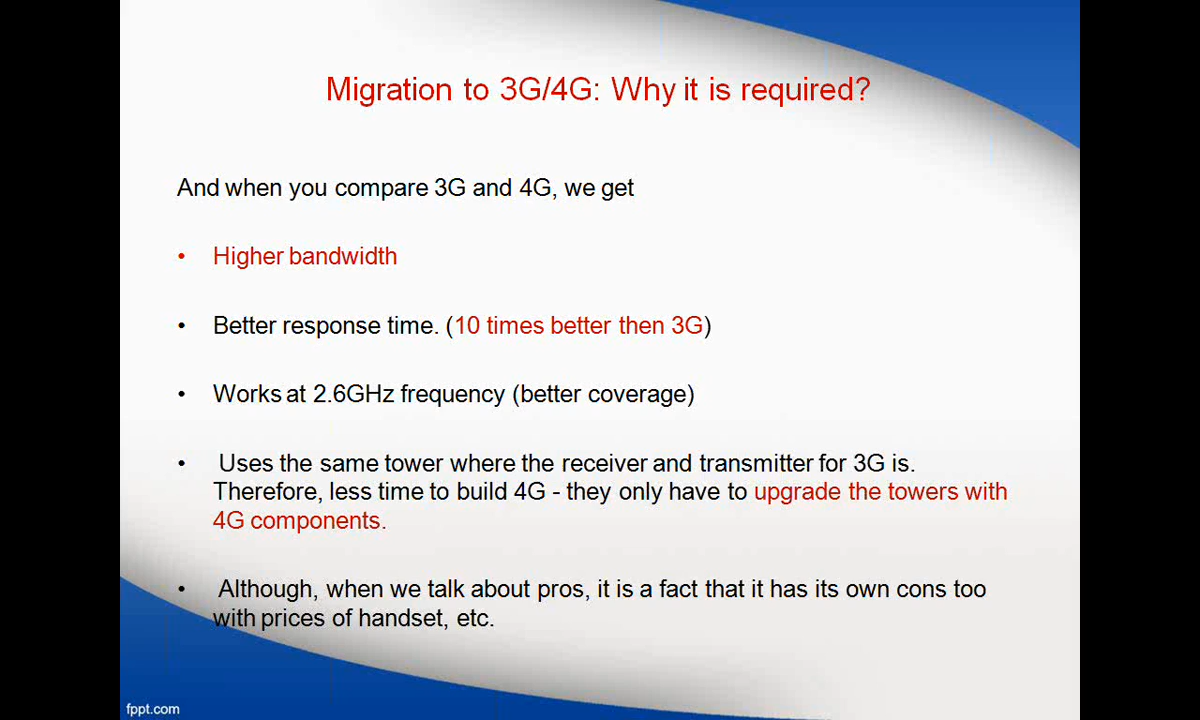 Migration to 3G/4G: Why it is required?
And when you compare 3G and 4G, we get
• Higher bandwidth
• Better response time. (10 times better then 3G)
• Works at 2.6GHz frequency (better coverage)
• Uses the same tower where the receiver and transmitter for 3G is.
Therefore, less time to build 4G - they only have to upgrade the towers with
4G components.
• Although, when we talk about pros, it is a fact that it has its own cons too
with prices of handset, etc.
fppt.com